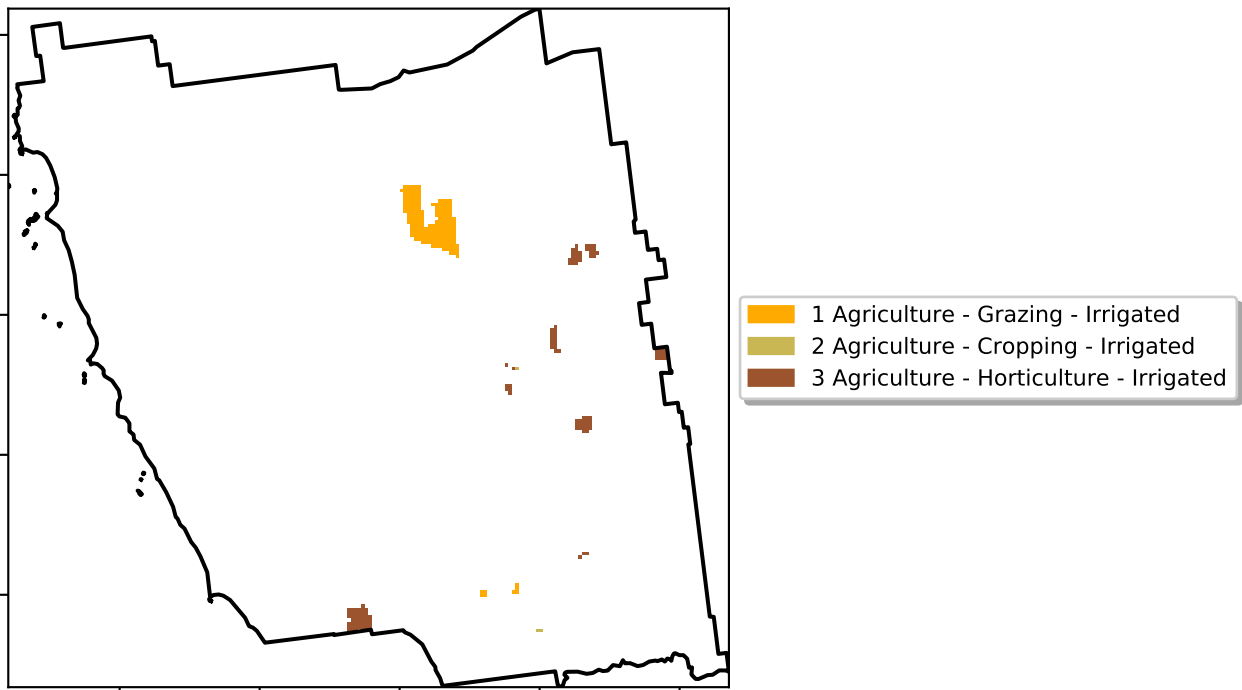 1 Agriculture - Grazing - Irrigated
2 Agriculture - Cropping - Irrigated
3 Agriculture - Horticulture - Irrigated